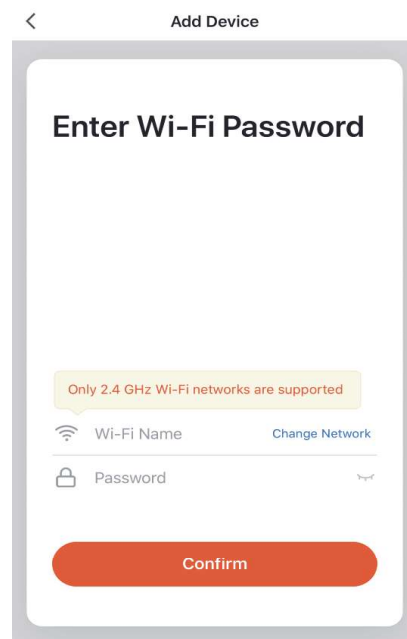 Add Device
Enter Wi-Fi Password
Only 2.4 GHz Wi-Fi networks are supported
Wi-Fi Name Change Network
Password
Confirm